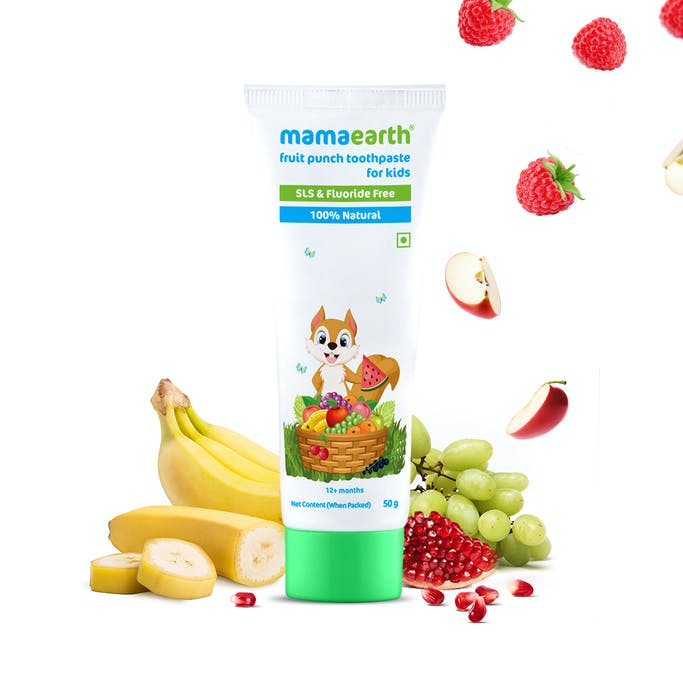 mamaearth®
fruit punch toothpaste
for kids
SLS & Fluoride Free
100% Natural
12+ months
Net Content (When Packed) 50 g